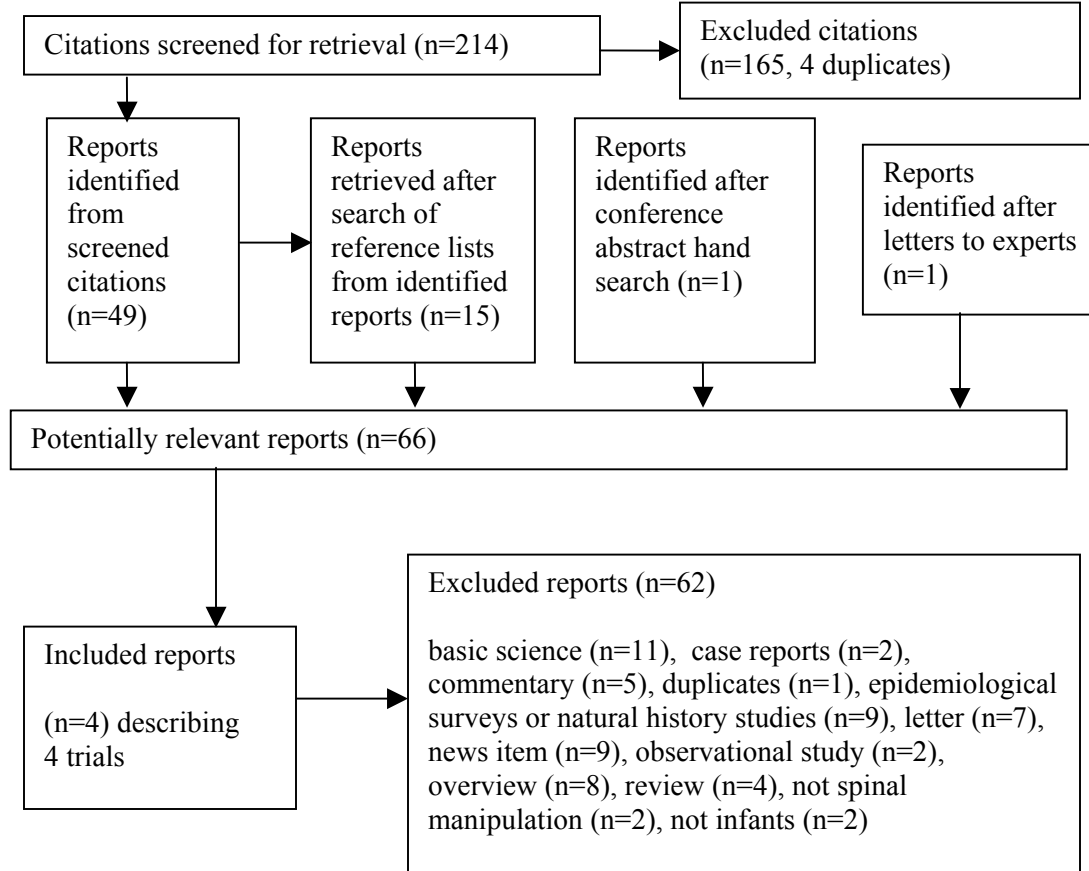 Citations screened for retrieval (n=214)
Excluded citations
(n=165, 4 duplicates)
Reports
identified
from
screened
citations
(n=49)
Reports
retrieved after
search of
reference lists
from identified
reports (n=15)
Reports
identified after
conference
abstract hand
search (n=1)
Reports
identified after
letters to experts
(n=1)
Potentially relevant reports (n=66)
Included reports
(n=4) describing
4 trials
Excluded reports (n=62)
basic science (n=11), case reports (n=2),
commentary (n=5), duplicates (n=1), epidemiological
surveys or natural history studies (n=9), letter (n=7),
news item (n=9), observational study (n=2),
overview (n=8), review (n=4), not spinal
manipulation (n=2), not infants (n=2)